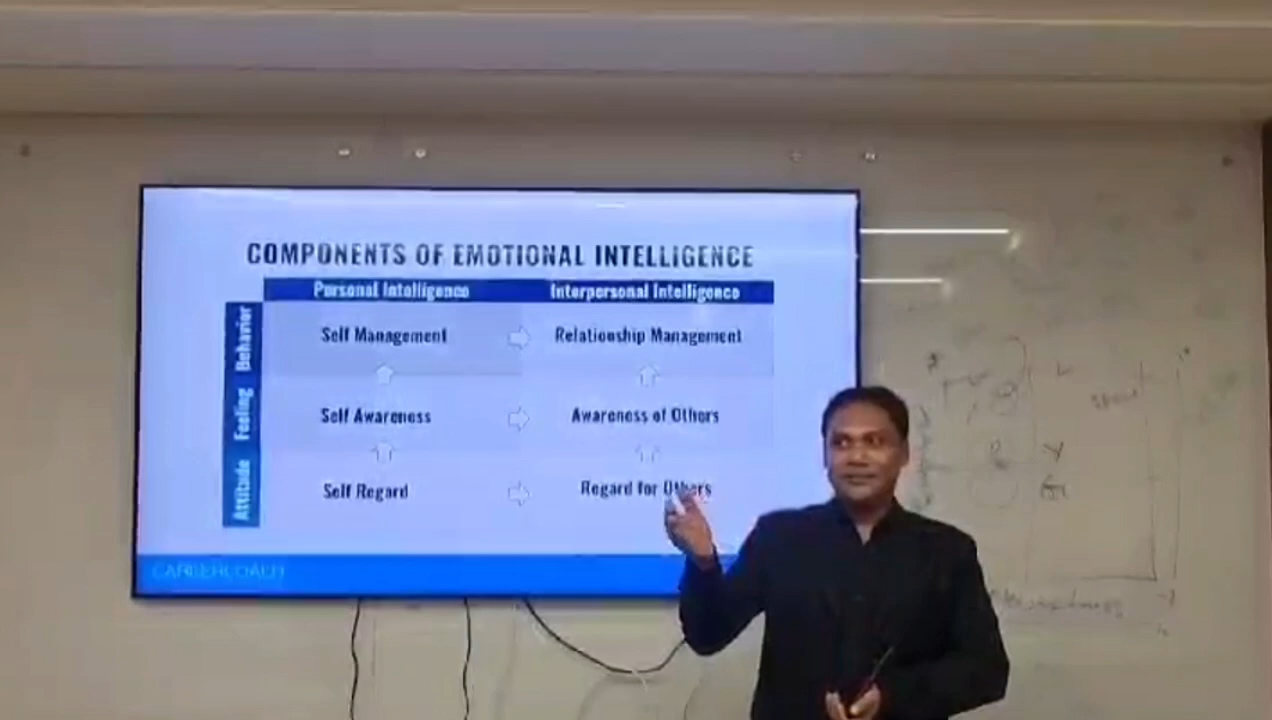 COMPONENTS OF EMOTIONAL INTELLIGENCE
Personal Intelligence
Interpersonal Intelligence
Behavior
Self Management
Relationship Management
Feeling
Self Awareness
Awareness of Others
Attitude
Self Regard
Regard for Others
CAREERCOACH